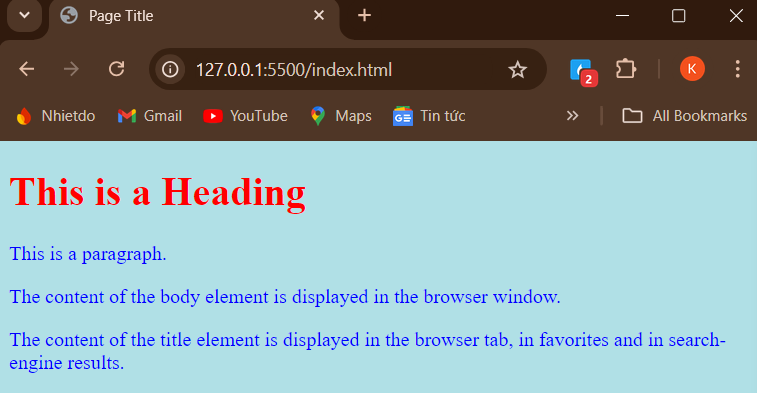 Page Title
127.0.0.1:5500/index.html
2
K
Nhietdo
Gmail
YouTube
GE
Maps
Tin tức
All Bookmarks
This is a Heading
This is a paragraph.
The content of the body element is displayed in the browser window.
The content of the title element is displayed in the browser tab, in favorites and in search-
engine results.